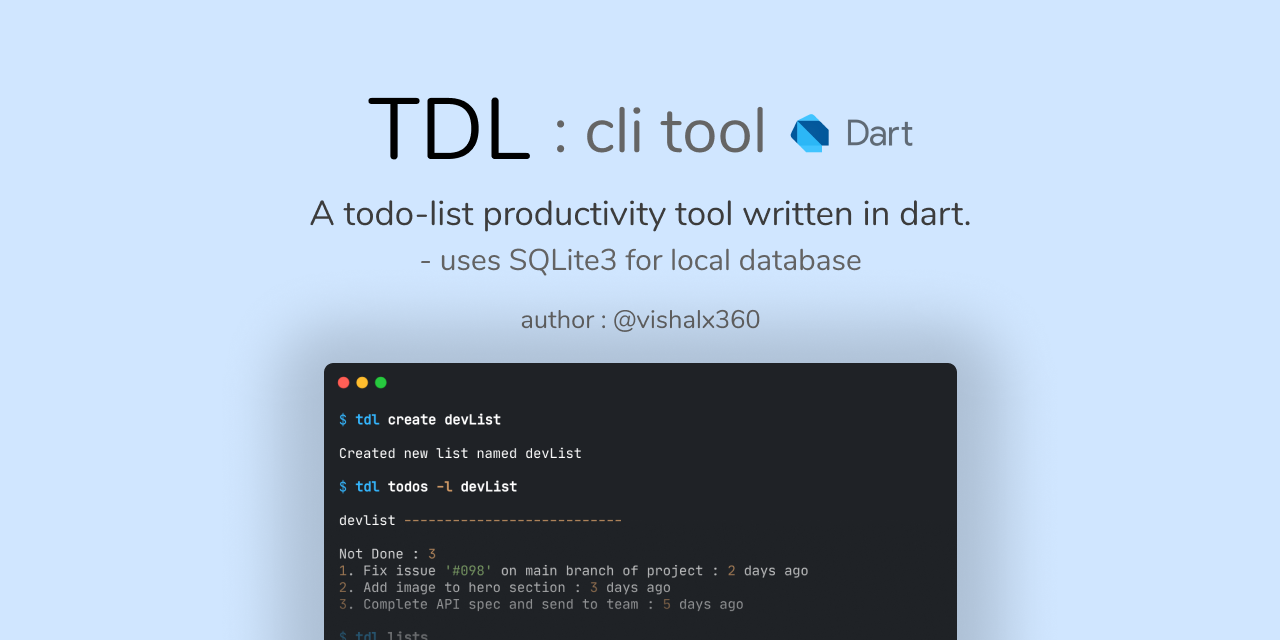 TDL : cli tool Dart
A todo-list productivity tool written in dart.
- uses SQLite3 for local database
author : @vishalx360
$ tdl create devList
Created new list named devList
$ tdl todos -l devList
devlist ---------------------------
Not Done : 3
1. Fix issue '#098' on main branch of project : 2 days ago
2. Add image to hero section : 3 days ago
3. Complete API spec and send to team : 5 days ago
$ tdl lists